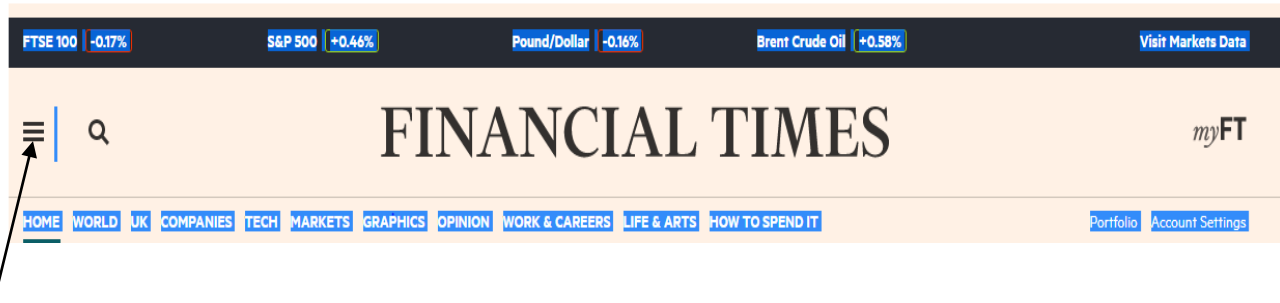 FTSE 100 -0.17% S&P 500 +0.46% Pound/Dollar -0.16% Brent Crude Oil +0.58% Visit Markets Data
FINANCIAL TIMES myFT
HOME WORLD UK COMPANIES TECH MARKETS GRAPHICS OPINION WORK & CAREERS LIFE & ARTS HOW TO SPEND IT Portfolio Account Settings